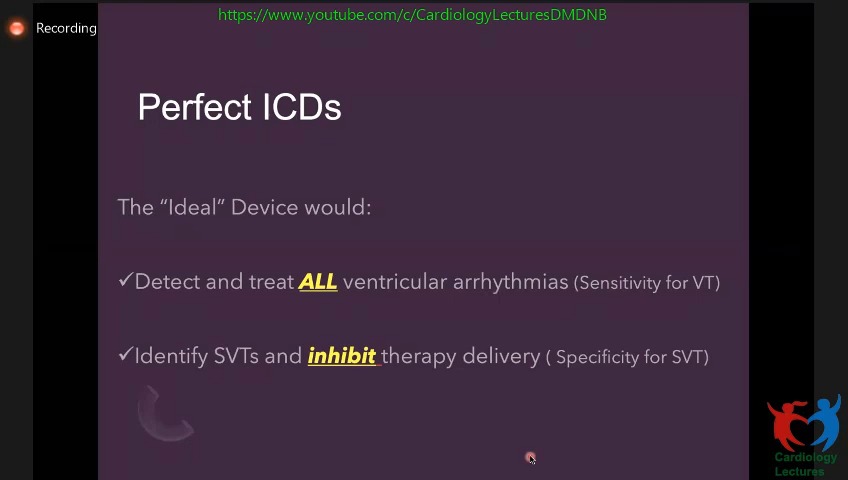 https://www.youtube.com/c/CardiologyLecturesDMDNB
Recording
Perfect ICDs
The “Ideal” Device would:
✓Detect and treat ALL ventricular arrhythmias (Sensitivity for VT)
✓Identify SVTs and inhibit therapy delivery ( Specificity for SVT)
Cardiology
Lectures